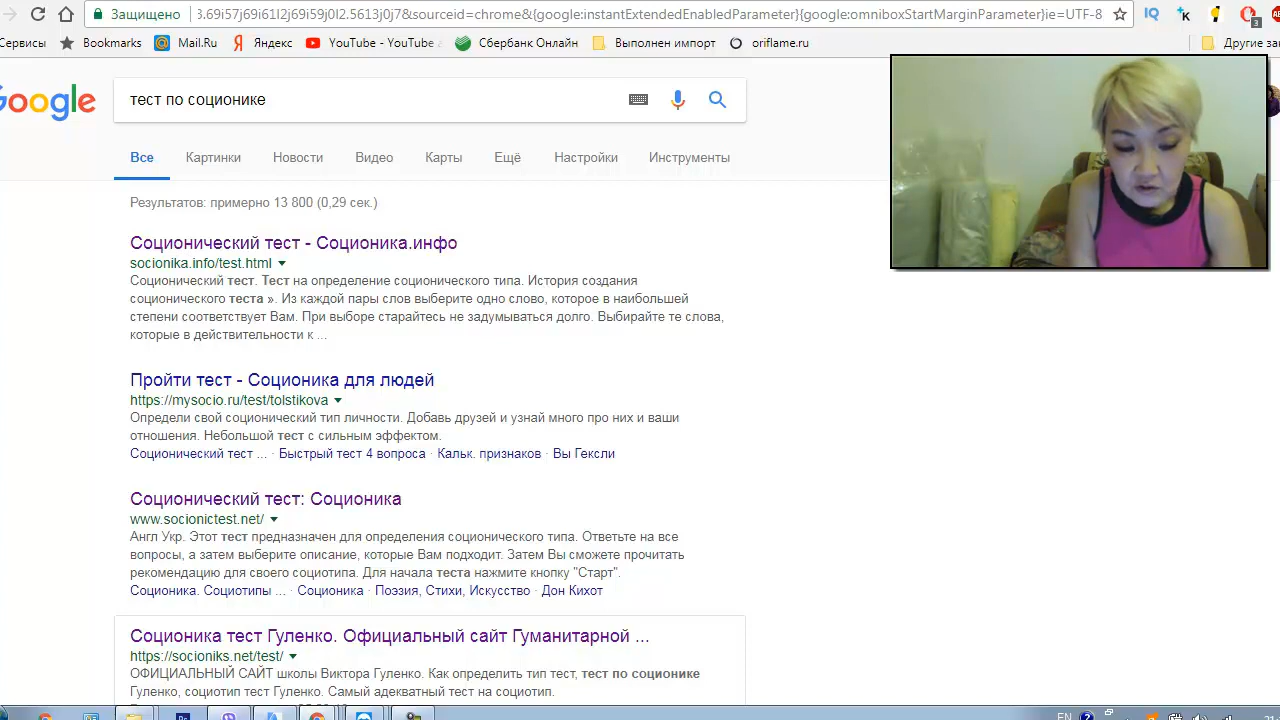 Защищено
3.69i57j69i61l2j69i59j0l2.5613j0j7&sourceid=chrome&{google:instantExtendedEnabledParameter}{google:omniboxStartMarginParameter}ie=UTF-8
Сервисы Bookmarks Mail.Ru Яндекс YouTube - YouTube Сбербанк Онлайн Выполнен импорт oriflame.ru Другие за
Google
тест по соционике
Все Картинки Новости Видео Карты Ещё Настройки Инструменты
Результатов: примерно 13 800 (0,29 сек.)
Соционический тест - Соционика.инфо
socionika.info/test.html
Соционический тест. Тест на определение соционического типа. История создания
соционического теста ». Из каждой пары слов выберите одно слово, которое в наибольшей
степени соответствует Вам. При выборе старайтесь не задумываться долго. Выбирайте те слова,
которые в действительности к ...
Пройти тест - Соционика для людей
https://mysocio.ru/test/tolstikova
Определи свой соционический тип личности. Добавь друзей и узнай много про них и ваши
отношения. Небольшой тест с сильным эффектом.
Соционический тест ... · Быстрый тест 4 вопроса · Кальк. признаков · Вы Гексли
Соционический тест: Соционика
www.socionictest.net/
Англ Укр. Этот тест предназначен для определения соционического типа. Ответьте на все
вопросы, а затем выберите описание, которые Вам подходит. Затем Вы сможете прочитать
рекомендацию для своего социотипа. Для начала теста нажмите кнопку "Старт".
Соционика. Социотипы ... · Соционика · Поэзия, Стихи, Искусство · Дон Кихот
Соционика тест Гуленко. Официальный сайт Гуманитарной ...
https://socioniks.net/test/
ОФИЦИАЛЬНЫЙ САЙТ школы Виктора Гуленко. Как определить тип тест, тест по соционике
Гуленко, социотип тест Гуленко. Самый адекватный тест на социотип.
EN